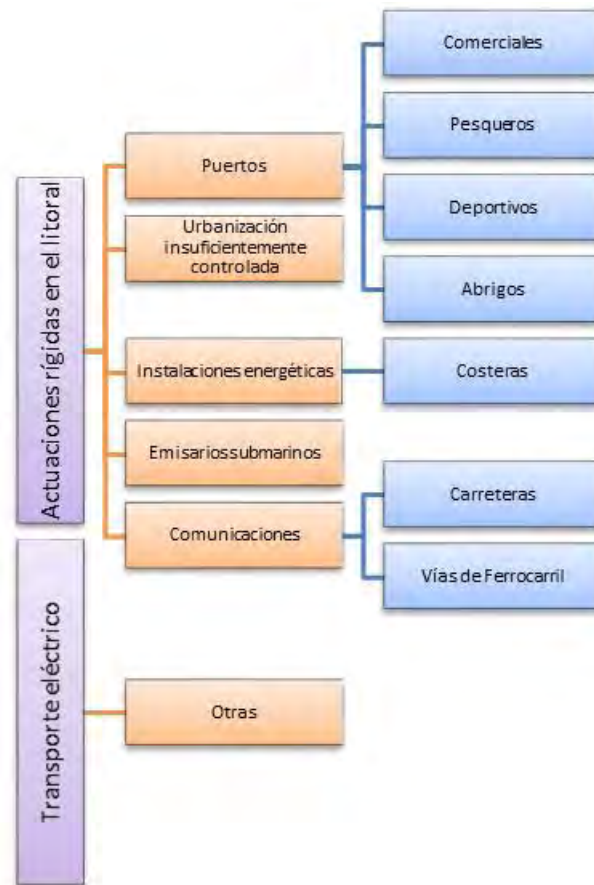 Actuaciones rígidas en el litoral
Puertos
Comerciales
Pesqueros
Deportivos
Abrigos
Urbanización
insuficientemente
controlada
Instalaciones energéticas
Costeras
Emisarios submarinos
Comunicaciones
Carreteras
Vías de Ferrocarril
Transporte eléctrico
Otras